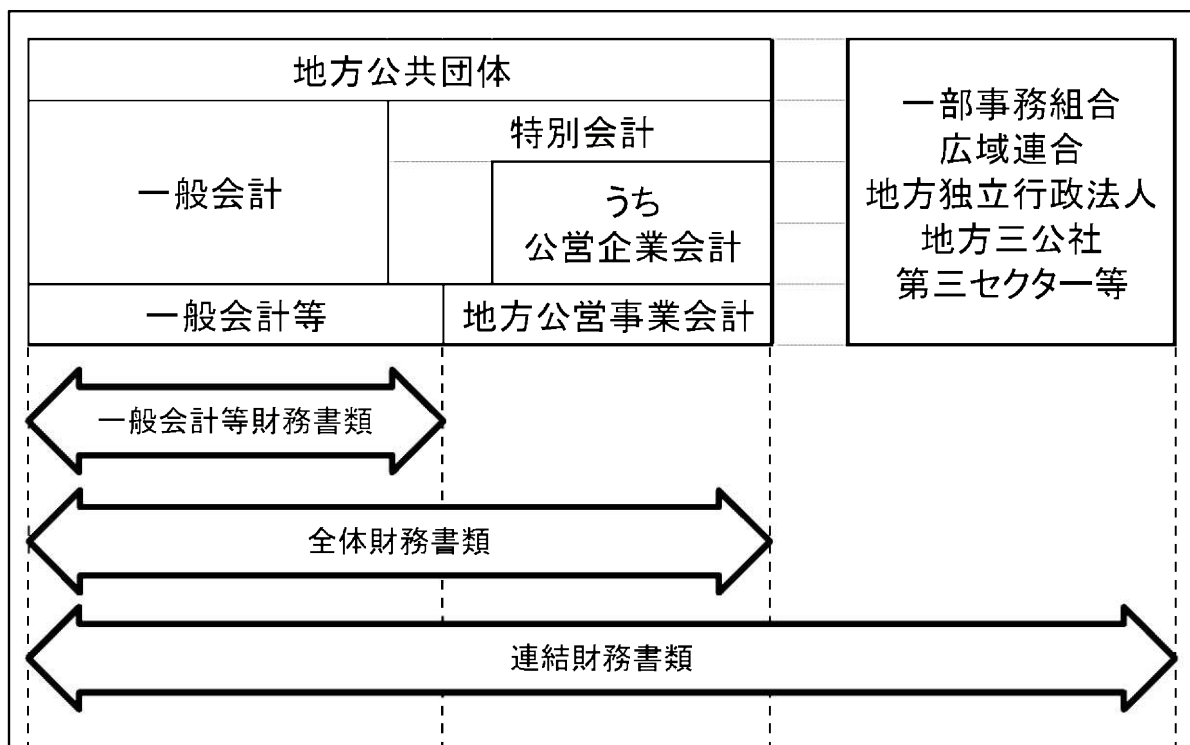 地方公共団体
一般会計
特別会計
うち
公営企業会計
一般会計等
地方公営事業会計
一部事務組合
広域連合
地方独立行政法人
地方三公社
第三セクター等
一般会計等財務書類
全体財務書類
連結財務書類